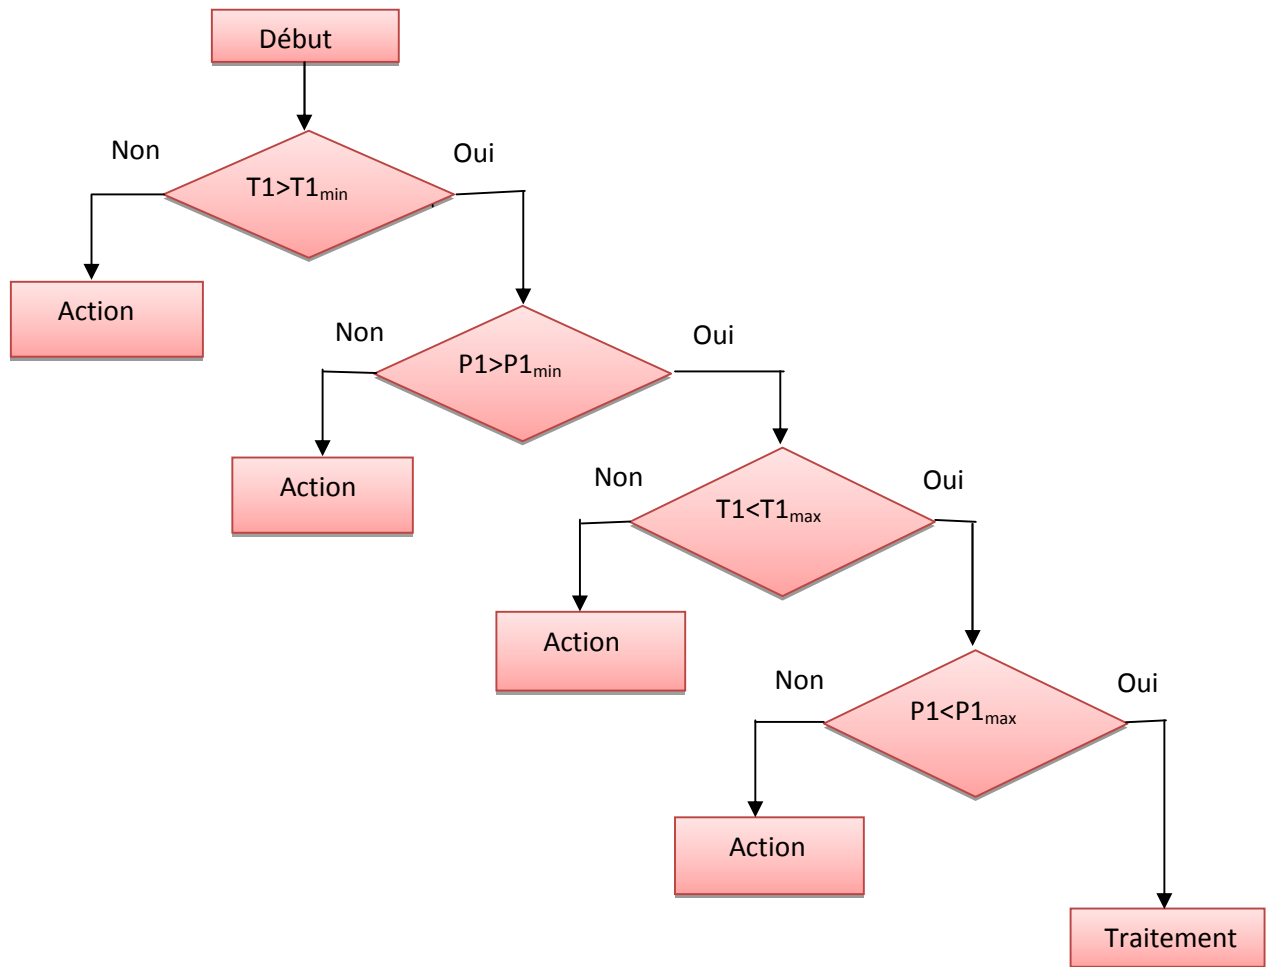 Début
Non
Oui
T1>T1min
Action
Non
Oui
P1>P1min
Action
Non
Oui
T1<T1max
Action
Non
Oui
P1<P1max
Action
Traitement